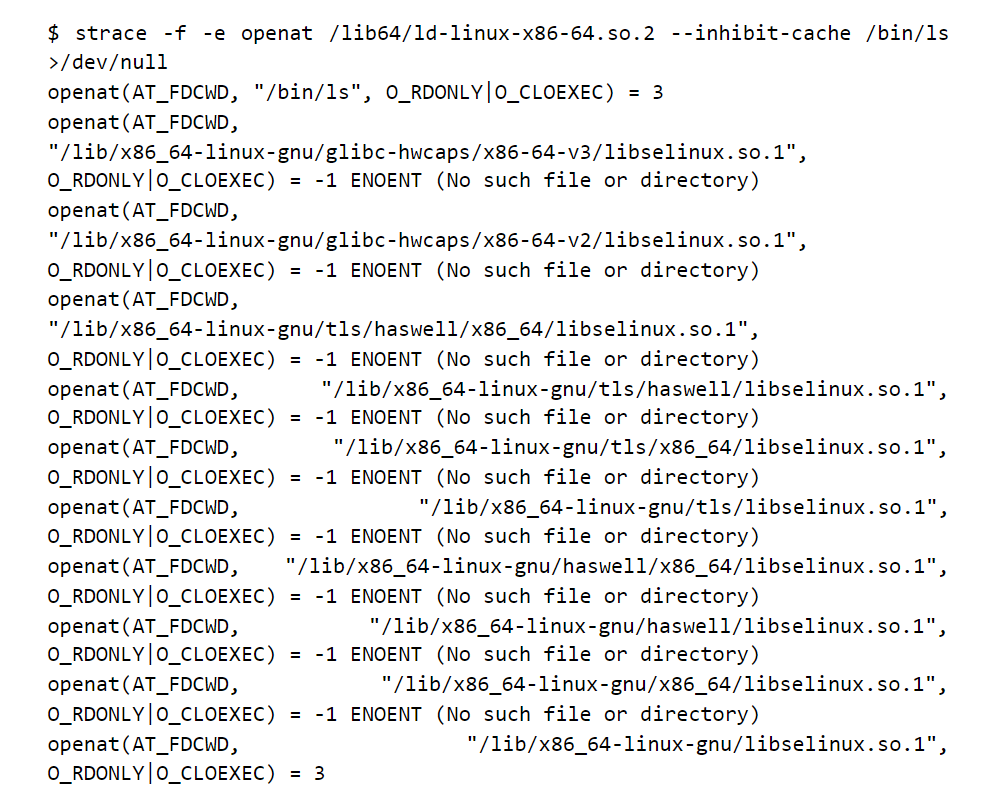 $ strace -f -e openat /lib64/ld-linux-x86-64.so.2 --inhibit-cache /bin/ls
>/dev/null
openat(AT_FDCWD, "/bin/ls", O_RDONLY|O_CLOEXEC) = 3
openat(AT_FDCWD,
"/lib/x86_64-linux-gnu/glibc-hwcaps/x86-64-v3/libselinux.so.1",
O_RDONLY|O_CLOEXEC) = -1 ENOENT (No such file or directory)
openat(AT_FDCWD,
"/lib/x86_64-linux-gnu/glibc-hwcaps/x86-64-v2/libselinux.so.1",
O_RDONLY|O_CLOEXEC) = -1 ENOENT (No such file or directory)
openat(AT_FDCWD,
"/lib/x86_64-linux-gnu/tls/haswell/x86_64/libselinux.so.1",
O_RDONLY|O_CLOEXEC) = -1 ENOENT (No such file or directory)
openat(AT_FDCWD, "/lib/x86_64-linux-gnu/tls/haswell/libselinux.so.1",
O_RDONLY|O_CLOEXEC) = -1 ENOENT (No such file or directory)
openat(AT_FDCWD, "/lib/x86_64-linux-gnu/tls/x86_64/libselinux.so.1",
O_RDONLY|O_CLOEXEC) = -1 ENOENT (No such file or directory)
openat(AT_FDCWD, "/lib/x86_64-linux-gnu/tls/libselinux.so.1",
O_RDONLY|O_CLOEXEC) = -1 ENOENT (No such file or directory)
openat(AT_FDCWD, "/lib/x86_64-linux-gnu/haswell/x86_64/libselinux.so.1",
O_RDONLY|O_CLOEXEC) = -1 ENOENT (No such file or directory)
openat(AT_FDCWD, "/lib/x86_64-linux-gnu/haswell/libselinux.so.1",
O_RDONLY|O_CLOEXEC) = -1 ENOENT (No such file or directory)
openat(AT_FDCWD, "/lib/x86_64-linux-gnu/x86_64/libselinux.so.1",
O_RDONLY|O_CLOEXEC) = -1 ENOENT (No such file or directory)
openat(AT_FDCWD, "/lib/x86_64-linux-gnu/libselinux.so.1",
O_RDONLY|O_CLOEXEC) = 3